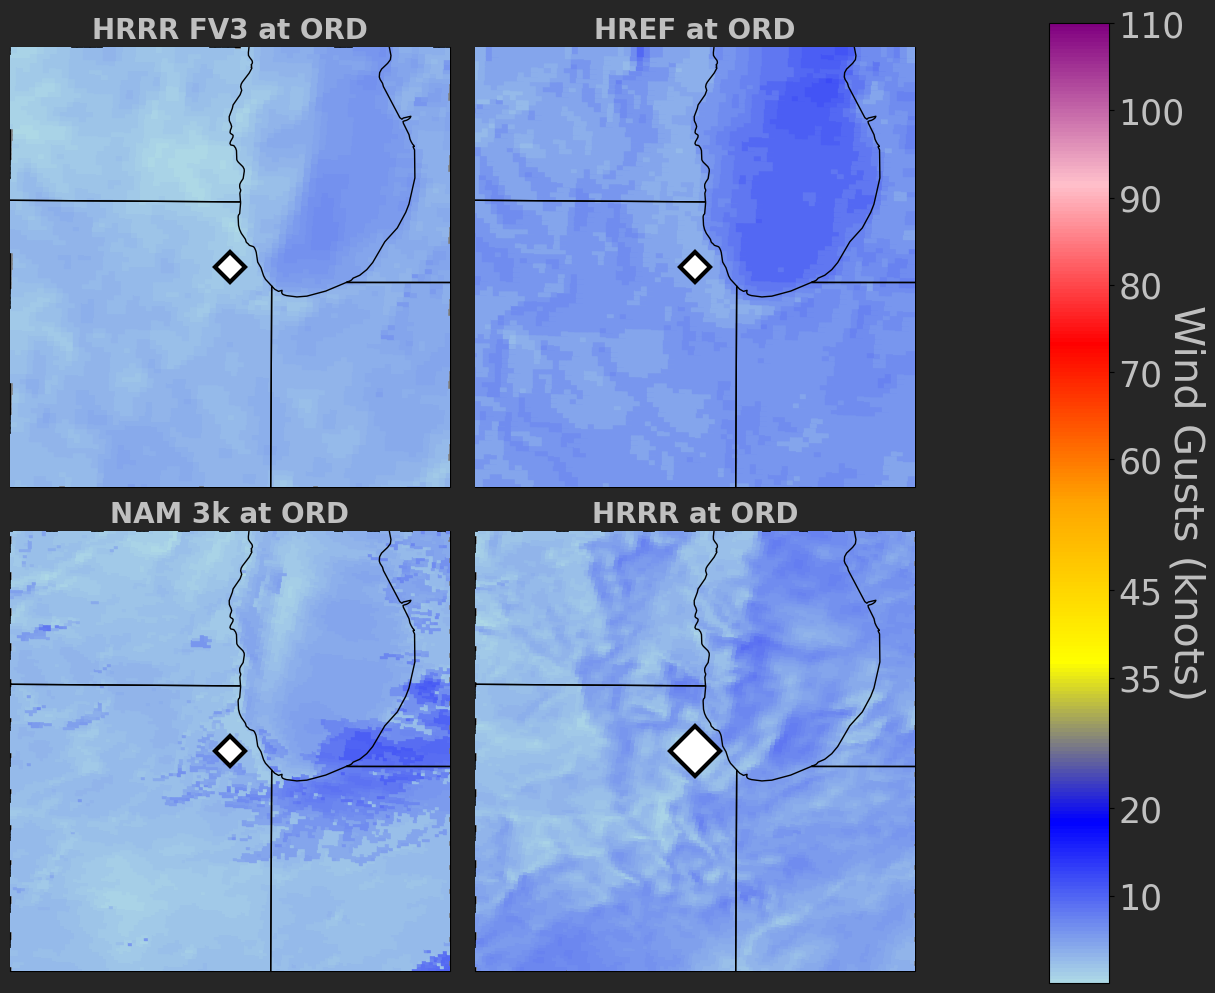 HRRR FV3 at ORD
HREF at ORD
NAM 3k at ORD
HRRR at ORD
110
100
90
80
70
60
45
35
20
10
Wind Gusts (knots)